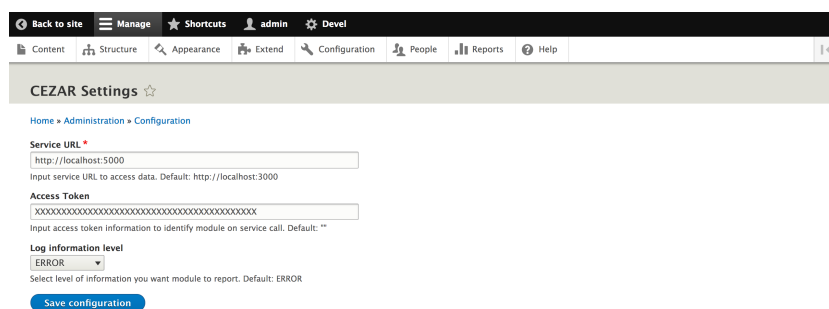 Back to site Manage Shortcuts admin Devel
Content Structure Appearance Extend Configuration People Reports Help
CEZAR Settings
Home » Administration » Configuration
Service URL *
http://localhost:5000
Input service URL to access data. Default: http://localhost:3000
Access Token
XXXXXXXXXXXXXXXXXXXXXXXXXXXXXXXXXXXXXXXXXX
Input access token information to identify module on service call. Default: ""
Log information level
ERROR
Select level of information you want module to report. Default: ERROR
Save configuration